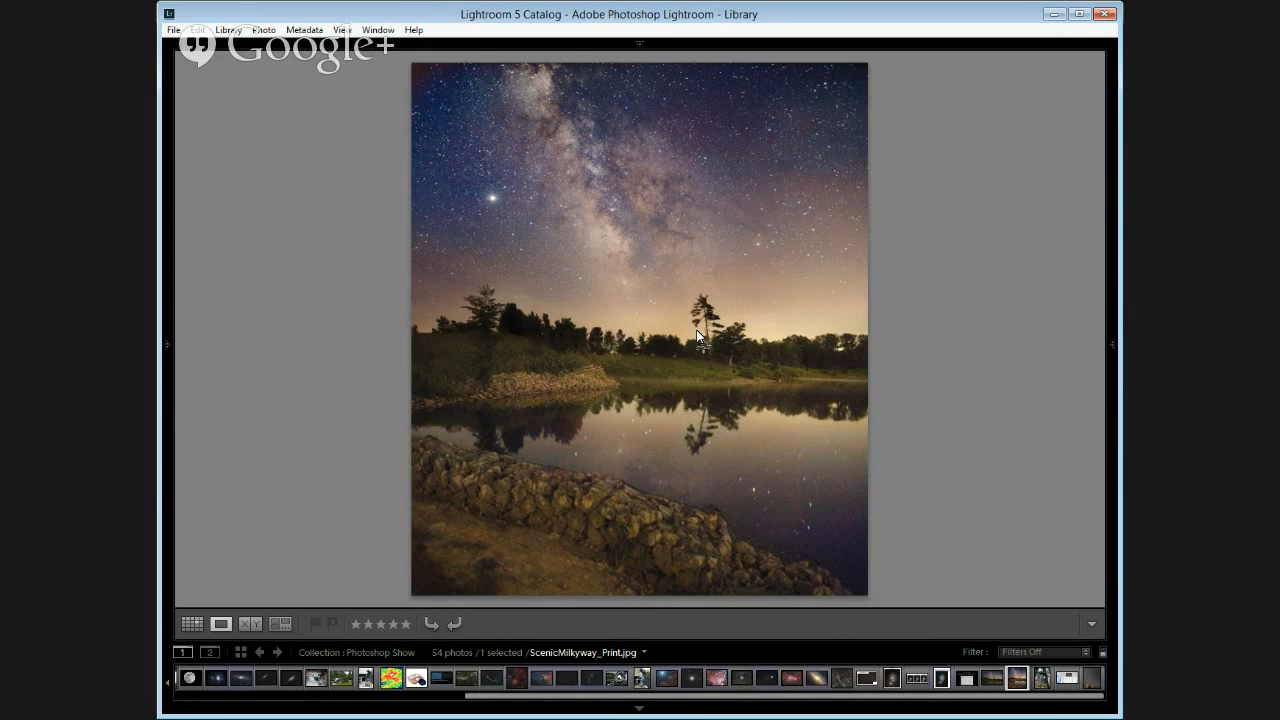 Lightroom 5 Catalog - Adobe Photoshop Lightroom - Library
File Edit Library Photo Metadata View Window Help
Google+
1 2 Collection : Photoshop Show 54 photos / 1 selected / ScenicMilkyway_Print.jpg Filter : Filters Off